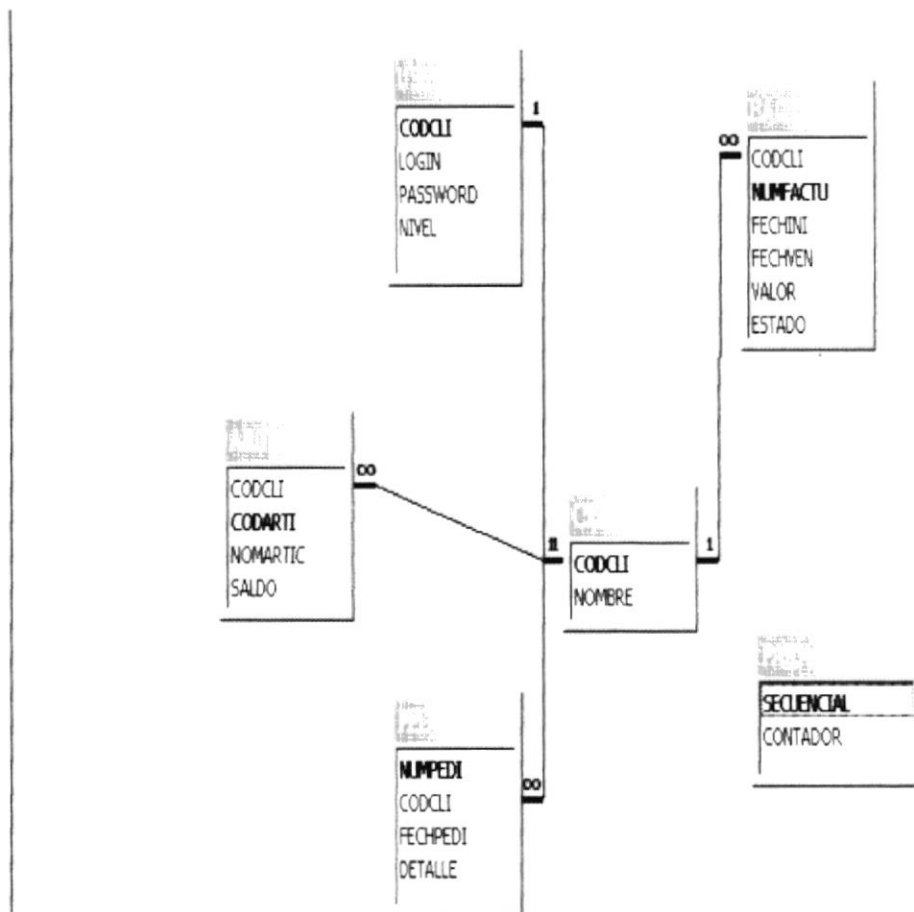 1
CODCLI
LOGIN
PASSWORD
NIVEL
∞
CODCLI
NUMFACTU
FECHINI
FECHVEN
VALOR
ESTADO
∞
CODCLI
CODARTI
NOMARTIC
SALDO
11
1
CODCLI
NOMBRE
SECUENCIAL
CONTADOR
NUMPEDI
CODCLI
FECHPEDI
DETALLE
∞